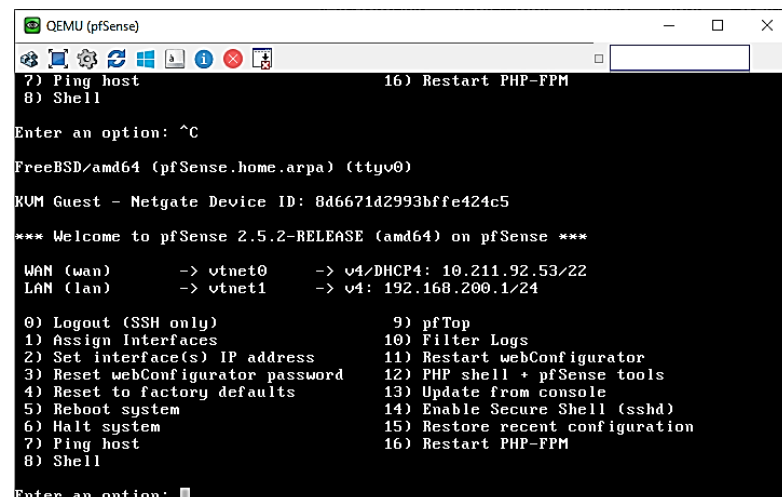 QEMU (pfSense)
7) Ping host 16) Restart PHP-FPM
8) Shell
Enter an option: ^C
FreeBSD/amd64 (pfSense.home.arpa) (ttyv0)
KVM Guest - Netgate Device ID: 8d6671d2993bffe424c5
*** Welcome to pfSense 2.5.2-RELEASE (amd64) on pfSense ***
WAN (wan) -> vtnet0 -> v4/DHCP4: 10.211.92.53/22
LAN (lan) -> vtnet1 -> v4: 192.168.200.1/24
0) Logout (SSH only) 9) pfTop
1) Assign Interfaces 10) Filter Logs
2) Set interface(s) IP address 11) Restart webConfigurator
3) Reset webConfigurator password 12) PHP shell + pfSense tools
4) Reset to factory defaults 13) Update from console
5) Reboot system 14) Enable Secure Shell (sshd)
6) Halt system 15) Restore recent configuration
7) Ping host 16) Restart PHP-FPM
8) Shell
Enter an option: